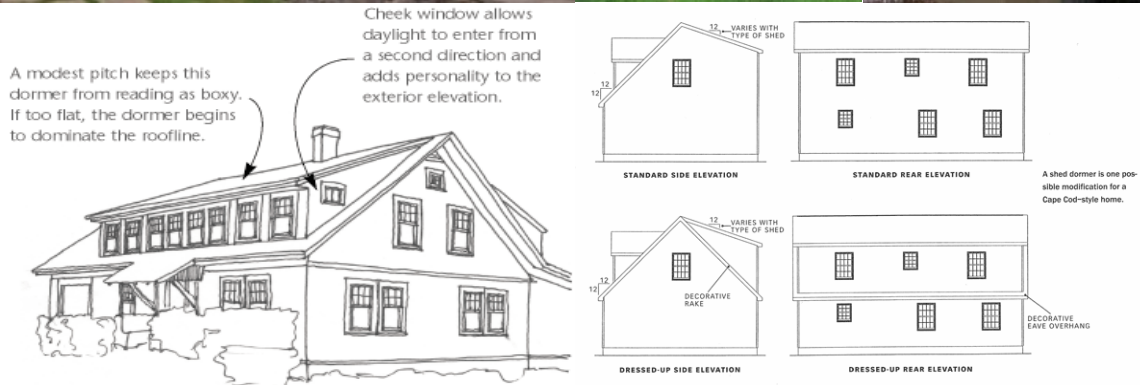 Cheek window allows
daylight to enter from
a second direction and
adds personality to the
exterior elevation.
A modest pitch keeps this
dormer from reading as boxy.
If too flat, the dormer begins
to dominate the roofline.
12
VARIES WITH
TYPE OF SHED
12
12
STANDARD SIDE ELEVATION
STANDARD REAR ELEVATION
A shed dormer is one pos-
sible modification for a
Cape Cod–style home.
12
VARIES WITH
TYPE OF SHED
12
12
DECORATIVE
RAKE
DECORATIVE
EAVE OVERHANG
DRESSED-UP SIDE ELEVATION
DRESSED-UP REAR ELEVATION